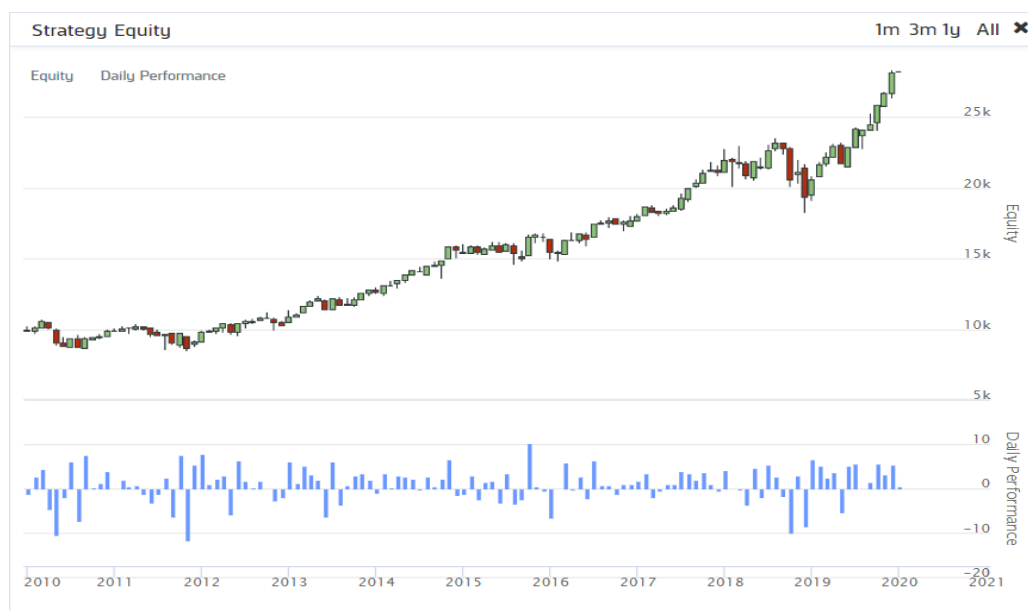 Strategy Equity 1m 3m 1y All ✖
Equity Daily Performance
25k
20k
15k
10k
5k
Equity
10
0
−10
−20
Daily Performance
2010 2011 2012 2013 2014 2015 2016 2017 2018 2019 2020 2021